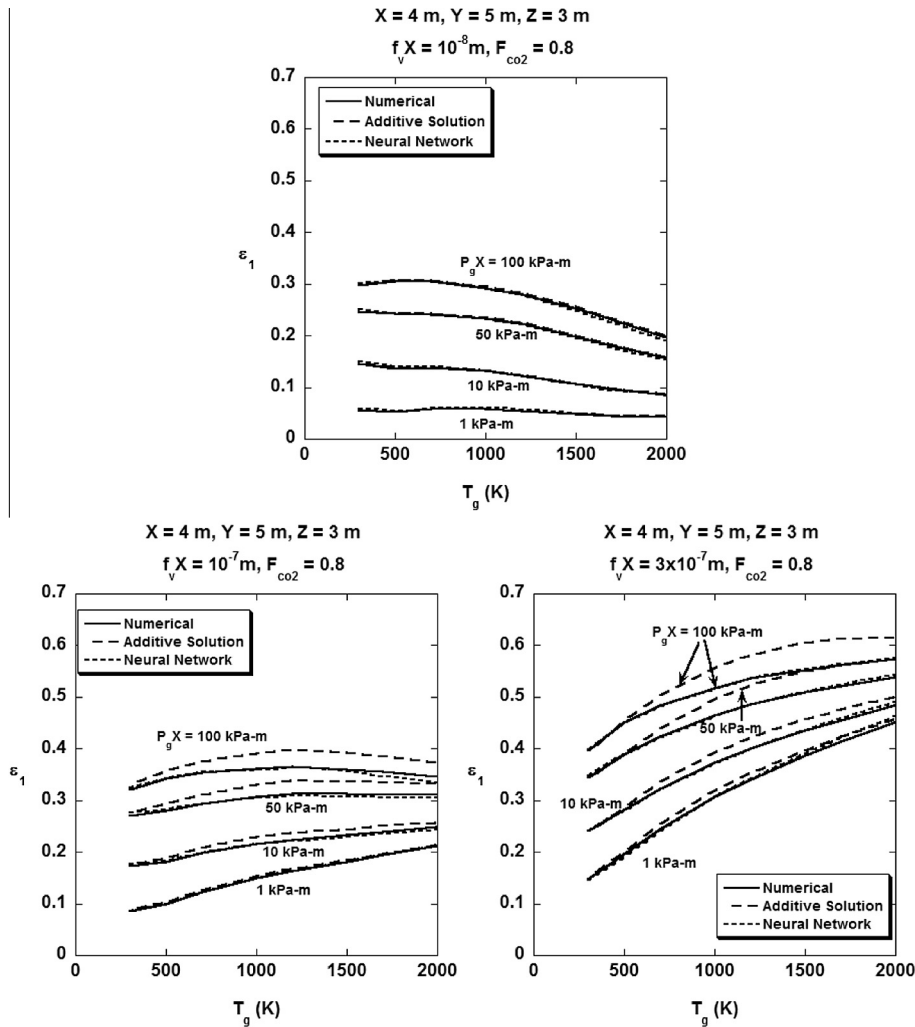 X = 4 m, Y = 5 m, Z = 3 m
f_vX = 10^-8 m, F_co2 = 0.8
0.7
0.6
0.5
0.4
0.3
0.2
0.1
0
ε_1
Numerical
Additive Solution
Neural Network
P_gX = 100 kPa-m
50 kPa-m
10 kPa-m
1 kPa-m
0 500 1000 1500 2000
T_g (K)
X = 4 m, Y = 5 m, Z = 3 m
f_vX = 10^-7 m, F_co2 = 0.8
0.7
0.6
0.5
0.4
0.3
0.2
0.1
0
ε_1
Numerical
Additive Solution
Neural Network
P_gX = 100 kPa-m
50 kPa-m
10 kPa-m
1 kPa-m
0 500 1000 1500 2000
T_g (K)
X = 4 m, Y = 5 m, Z = 3 m
f_vX = 3x10^-7 m, F_co2 = 0.8
0.7
0.6
0.5
0.4
0.3
0.2
0.1
0
ε_1
P_gX = 100 kPa-m
50 kPa-m
10 kPa-m
1 kPa-m
Numerical
Additive Solution
Neural Network
0 500 1000 1500 2000
T_g (K)